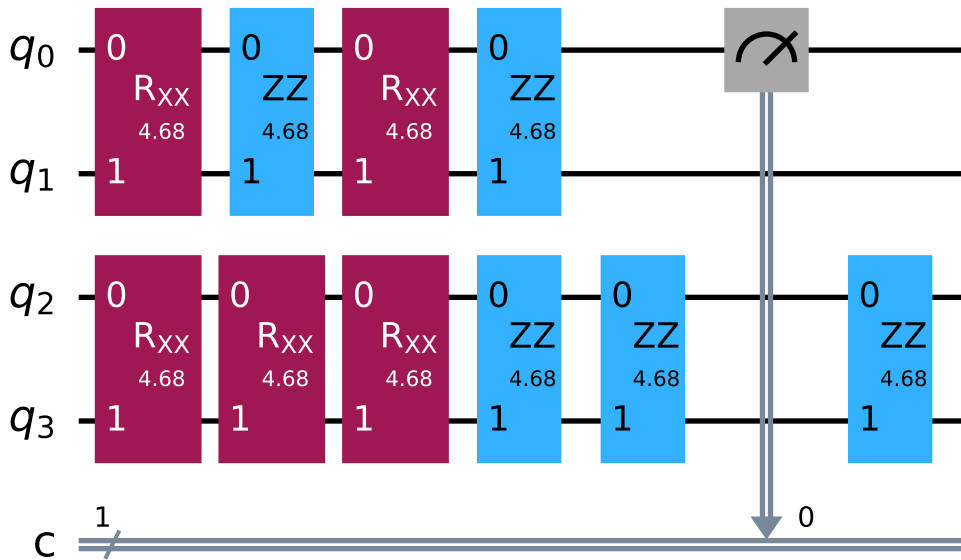 q0 0 0 0 0
RXX ZZ RXX ZZ
4.68 4.68 4.68 4.68
q1 1 1 1 1
q2 0 0 0 0 0 0
RXX RXX RXX ZZ ZZ ZZ
4.68 4.68 4.68 4.68 4.68 4.68
q3 1 1 1 1 1 1
1 0
c